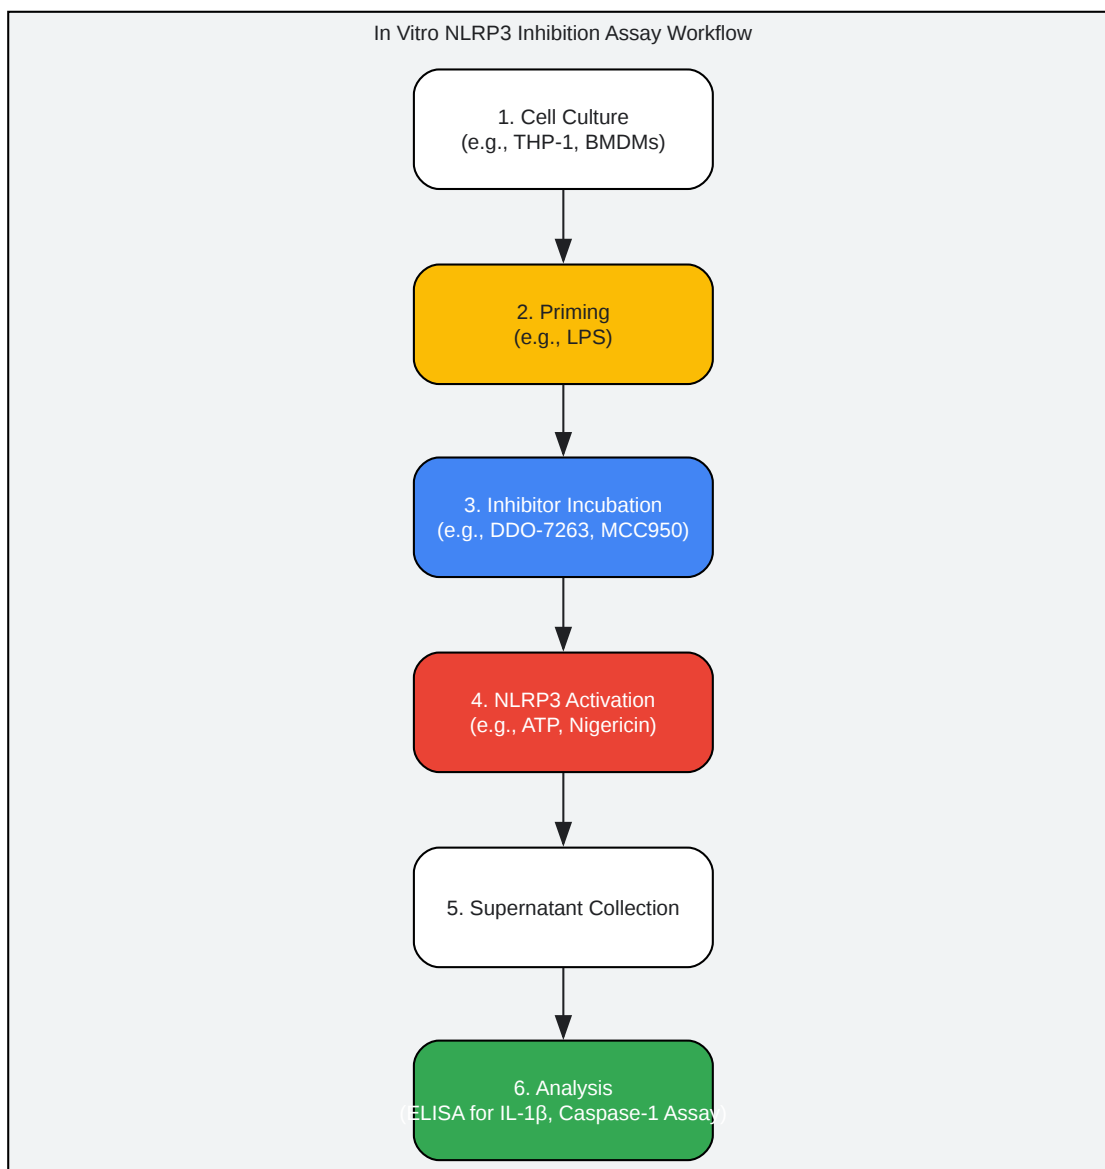 In Vitro NLRP3 Inhibition Assay Workflow
1. Cell Culture
(e.g., THP-1, BMDMs)
2. Priming
(e.g., LPS)
3. Inhibitor Incubation
(e.g., DDO-7263, MCC950)
4. NLRP3 Activation
(e.g., ATP, Nigericin)
5. Supernatant Collection
6. Analysis
(ELISA for IL-1β, Caspase-1 Assay)